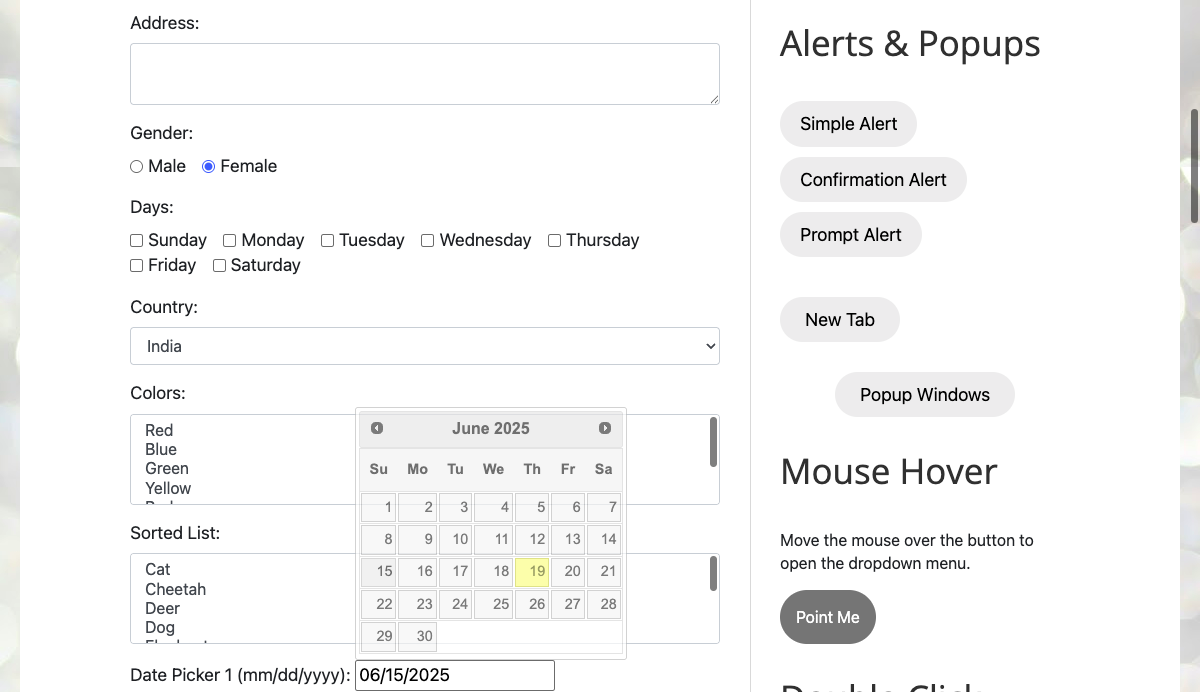 Address:
Gender:
Male Female
Days:
Sunday Monday Tuesday Wednesday Thursday
Friday Saturday
Country:
India
Colors:
Red
Blue
Green
Yellow
Sorted List:
Cat
Cheetah
Deer
Dog
June 2025
Su Mo Tu We Th Fr Sa
1 2 3 4 5 6 7
8 9 10 11 12 13 14
15 16 17 18 19 20 21
22 23 24 25 26 27 28
29 30
Date Picker 1 (mm/dd/yyyy): 06/15/2025
Alerts & Popups
Simple Alert
Confirmation Alert
Prompt Alert
New Tab
Popup Windows
Mouse Hover
Move the mouse over the button to
open the dropdown menu.
Point Me
Double Click